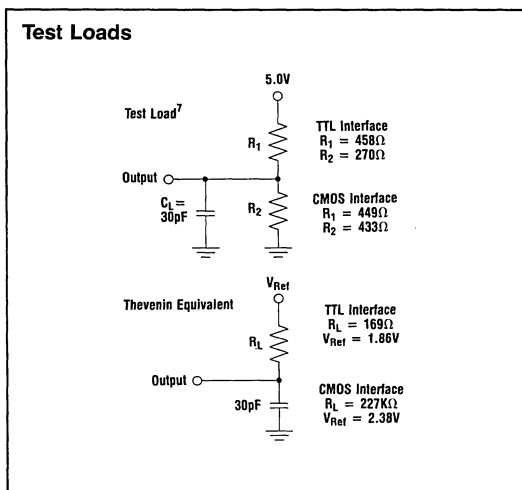 Test Loads
5.0V
Test Load7
R1
TTL Interface
R1 = 458Ω
R2 = 270Ω
Output
CL =
30pF
R2
CMOS Interface
R1 = 449Ω
R2 = 433Ω
VRef
Thevenin Equivalent
RL
TTL Interface
RL = 169Ω
VRef = 1.86V
Output
30pF
CMOS Interface
RL = 227KΩ
VRef = 2.38V